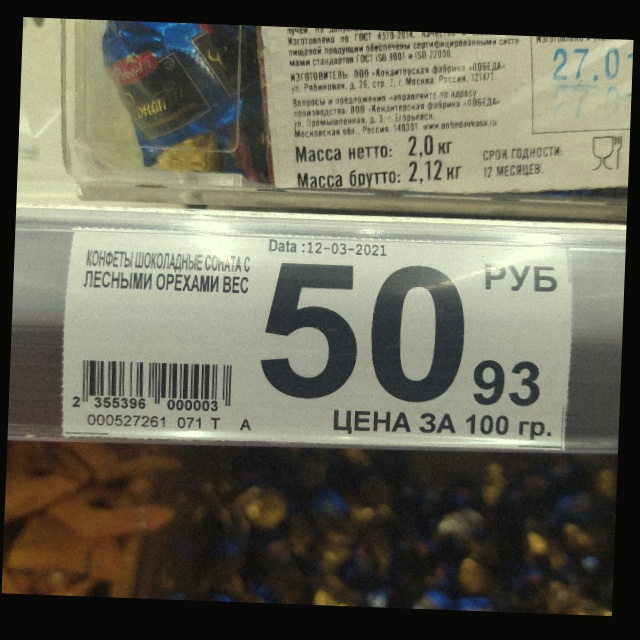 Изготовлено по ГОСТ 4570-2014.
пищевой продукции обеспечены сертифицированными систе-
мами стандартов ГОСТ ISO 9001 и ISO 22000.
ИЗГОТОВИТЕЛЬ: ООО «Кондитерская фабрика «ПОБЕДА»
ул. Рябиновая, д. 26, стр. 2, г. Москва, Россия, 121471.
Вопросы и предложения направляйте по адресу
производства: ООО «Кондитерская фабрика «ПОБЕДА»
ул. Промышленная, д. 3, г. Егорьевск,
Московская обл., Россия, 140301 www.pobedavkusa.ru
27.0
Масса нетто: 2,0 кг
Масса брутто: 2,12 кг
СРОК ГОДНОСТИ:
12 МЕСЯЦЕВ
Data :12-03-2021
КОНФЕТЫ ШОКОЛАДНЫЕ СОНАТА С
ЛЕСНЫМИ ОРЕХАМИ ВЕС
50 93 РУБ
2 355396 000003
000527261 071 Т А
ЦЕНА ЗА 100 гр.